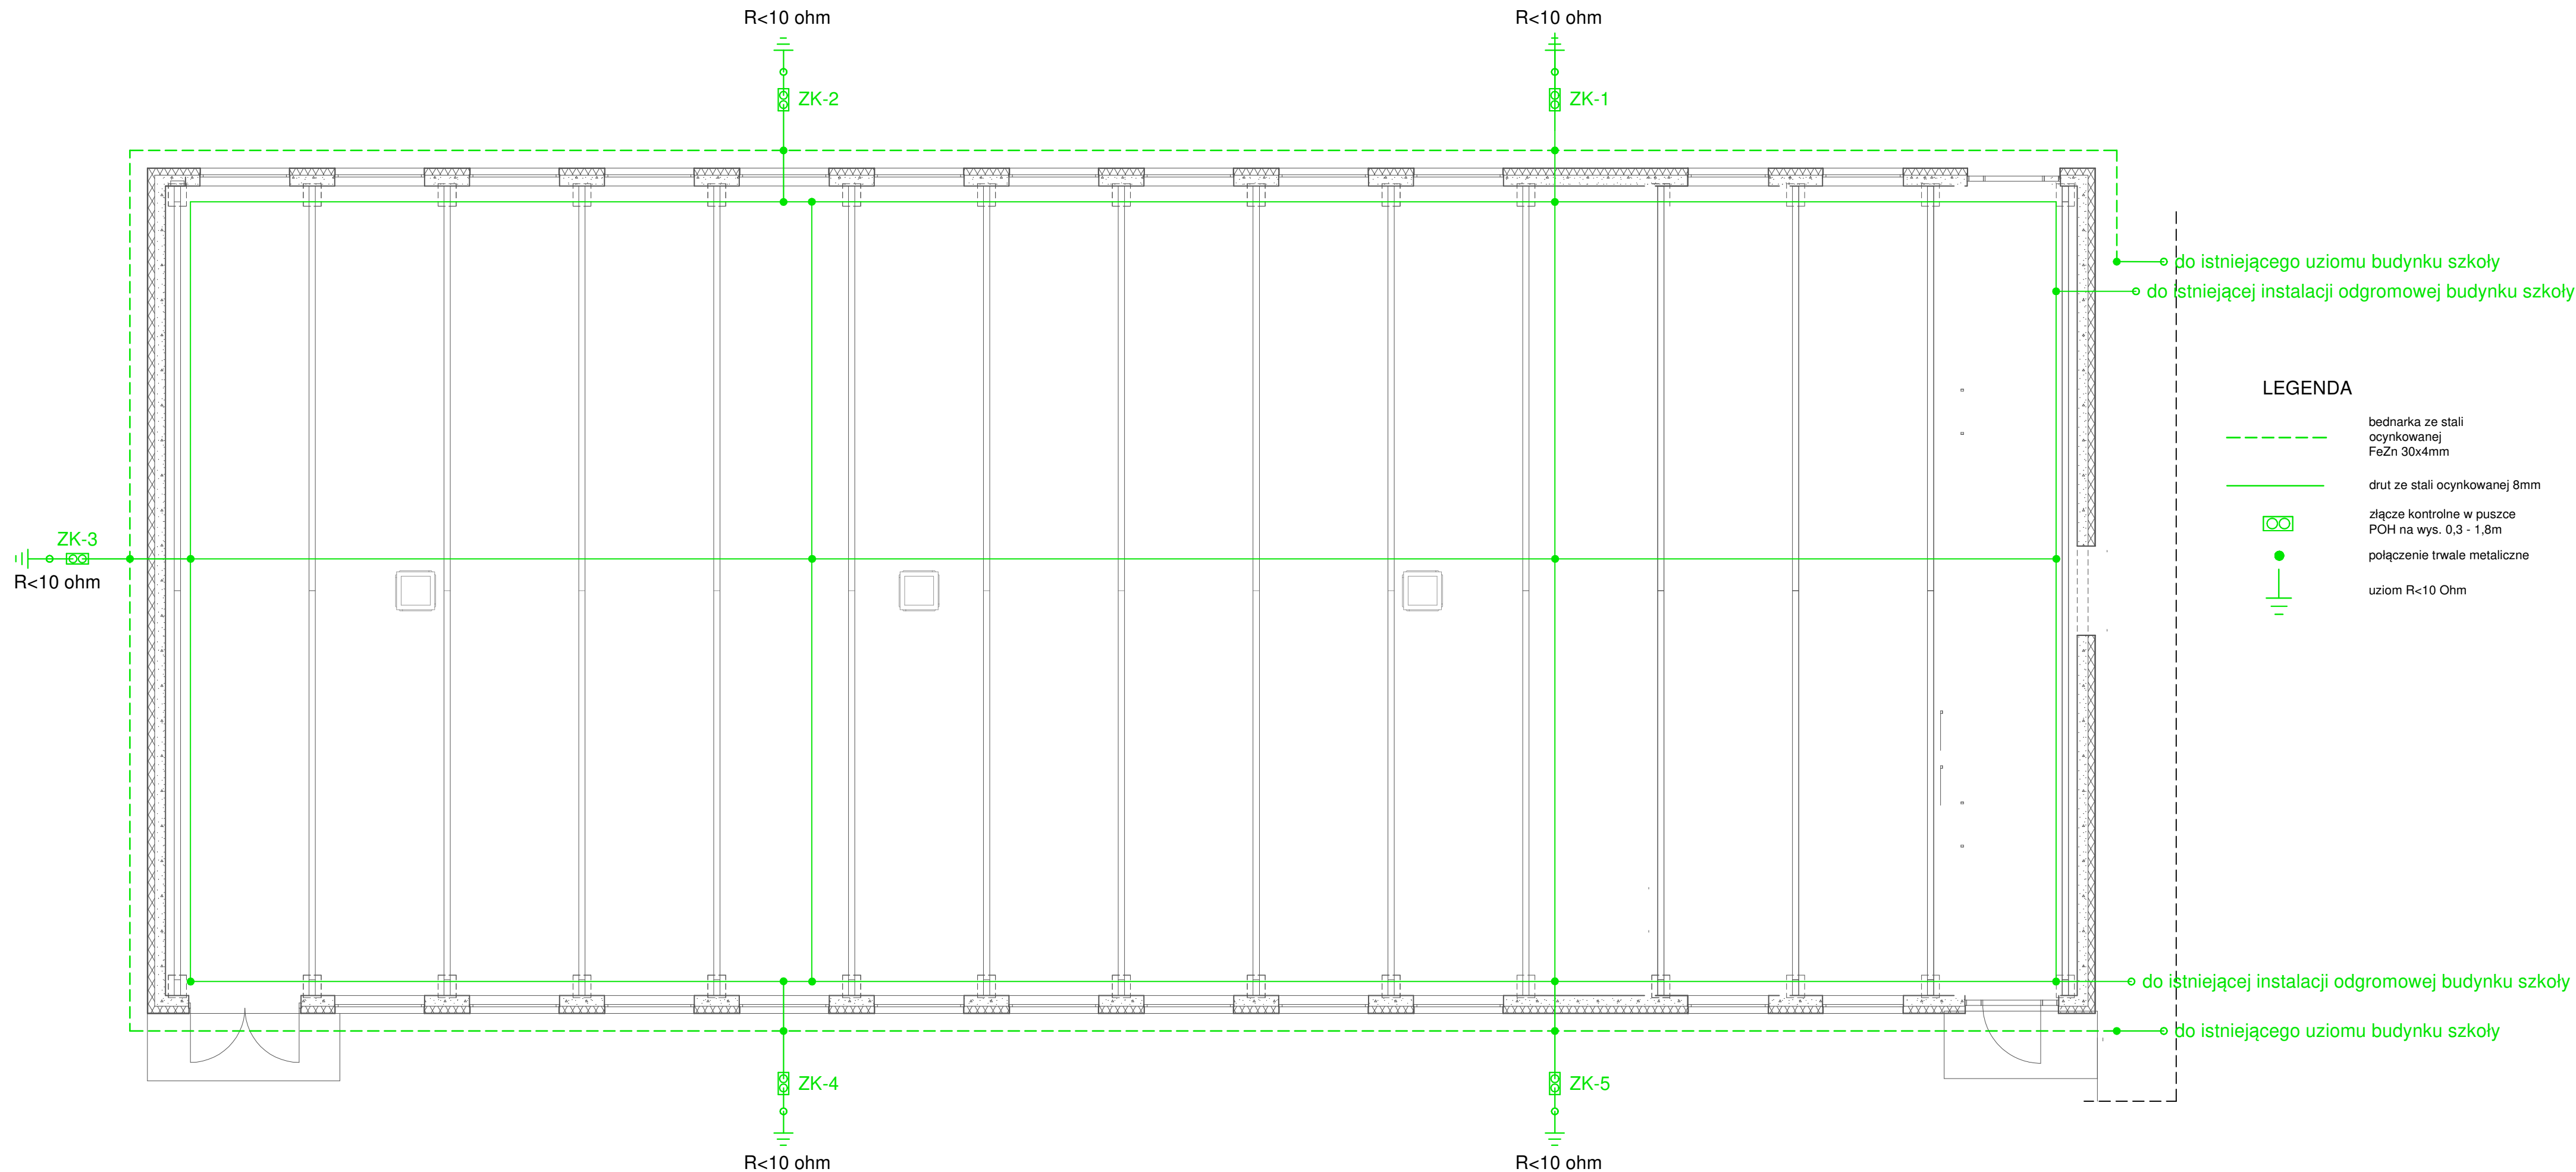 R<10 ohm
R<10 ohm
ZK-2
ZK-1
do istniejącego uziomu budynku szkoły
do istniejącej instalacji odgromowej budynku szkoły
LEGENDA
bednarka ze stali
ocynkowanej
FeZn 30x4mm
drut ze stali ocynkowanej 8mm
złącze kontrolne w puszce
POH na wys. 0,3 - 1,8m
połączenie trwale metaliczne
uziom R<10 Ohm
ZK-3
R<10 ohm
do istniejącej instalacji odgromowej budynku szkoły
do istniejącego uziomu budynku szkoły
ZK-4
ZK-5
R<10 ohm
R<10 ohm